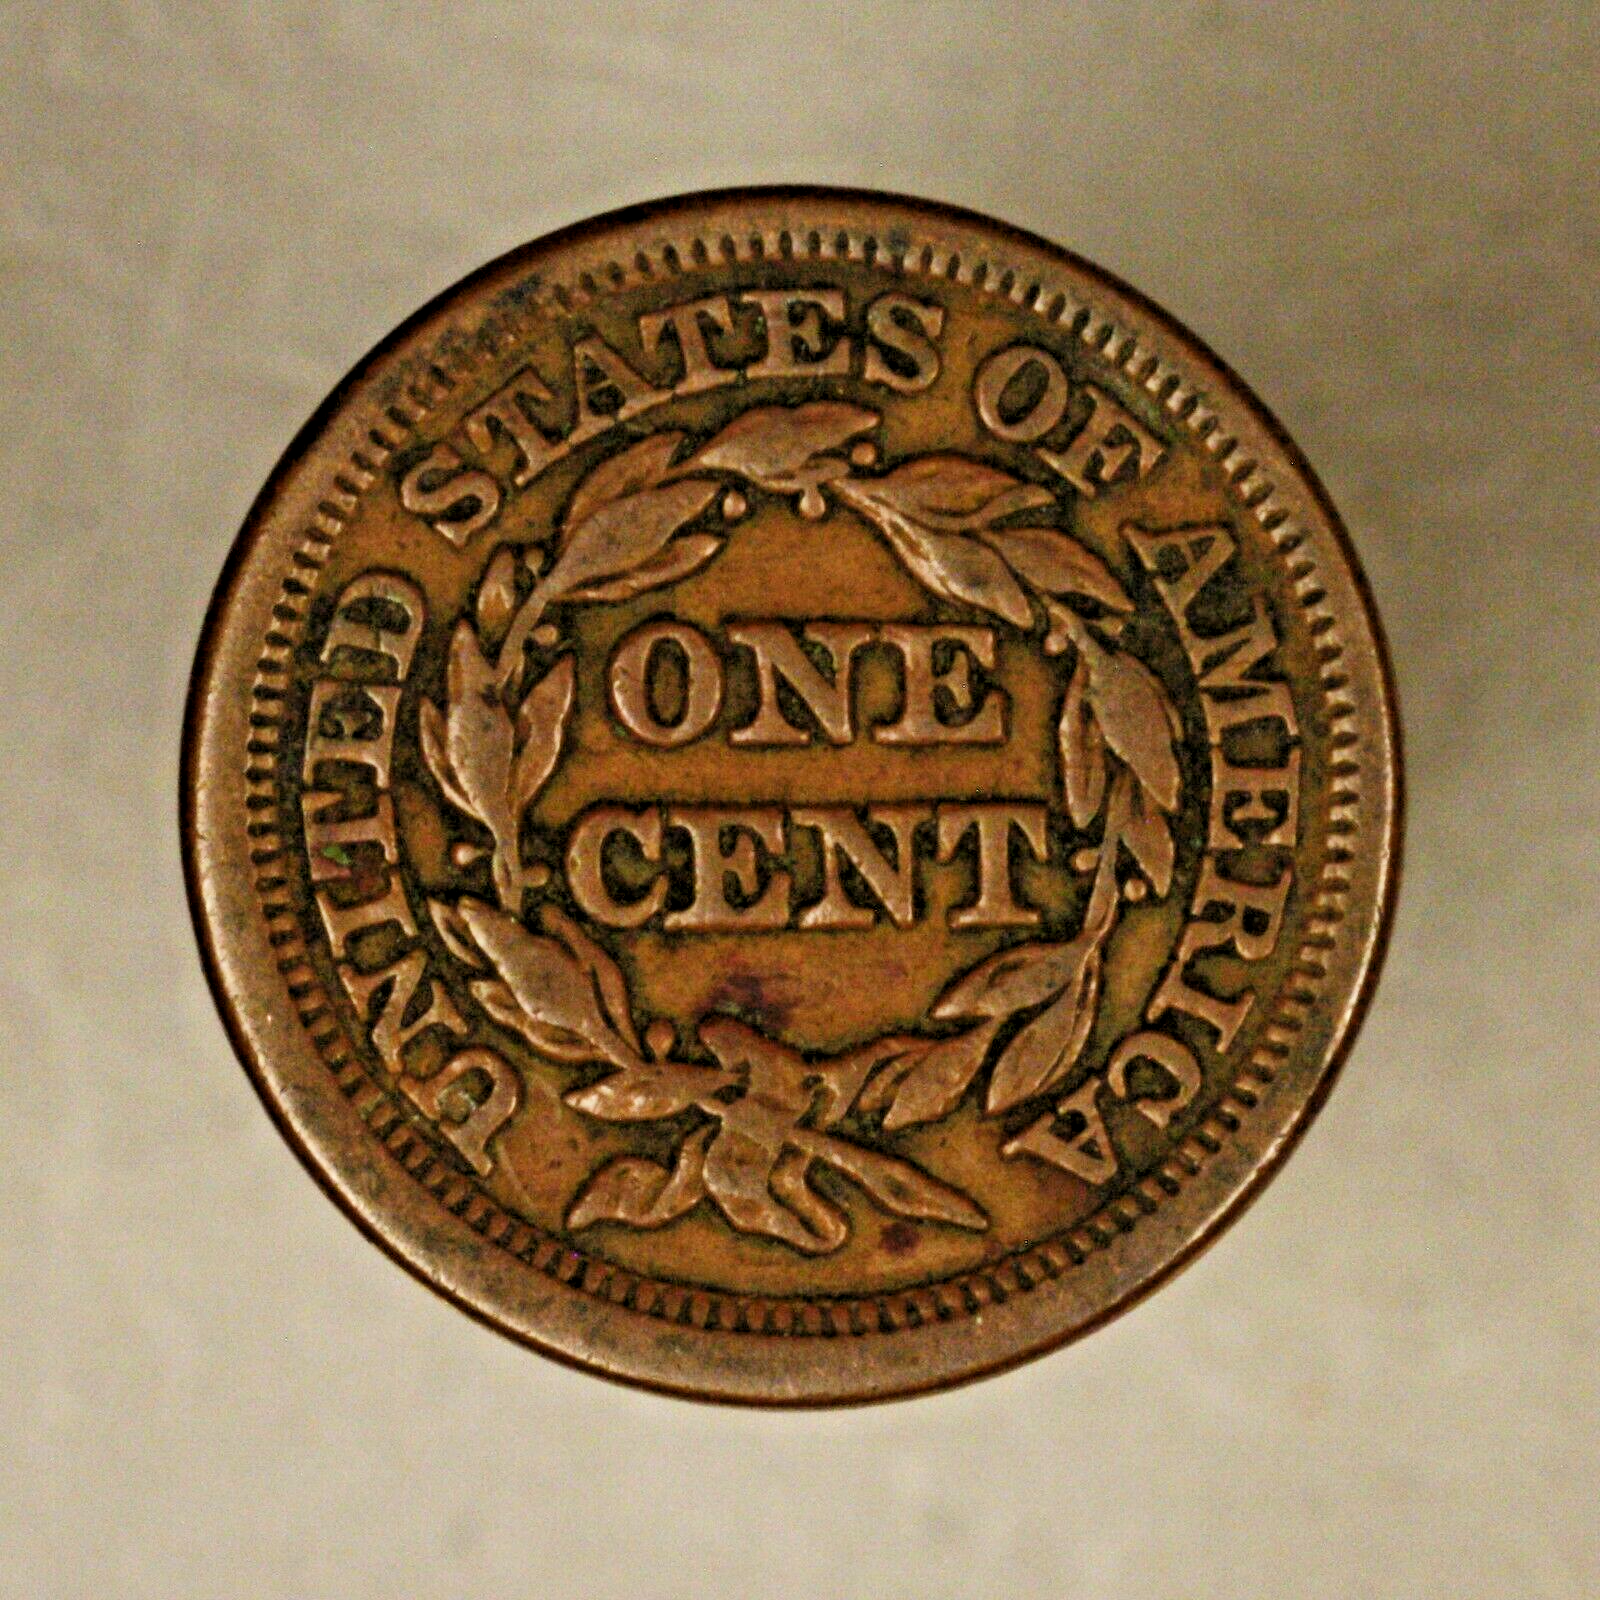 UNITED STATES OF AMERICA
ONE
CENT